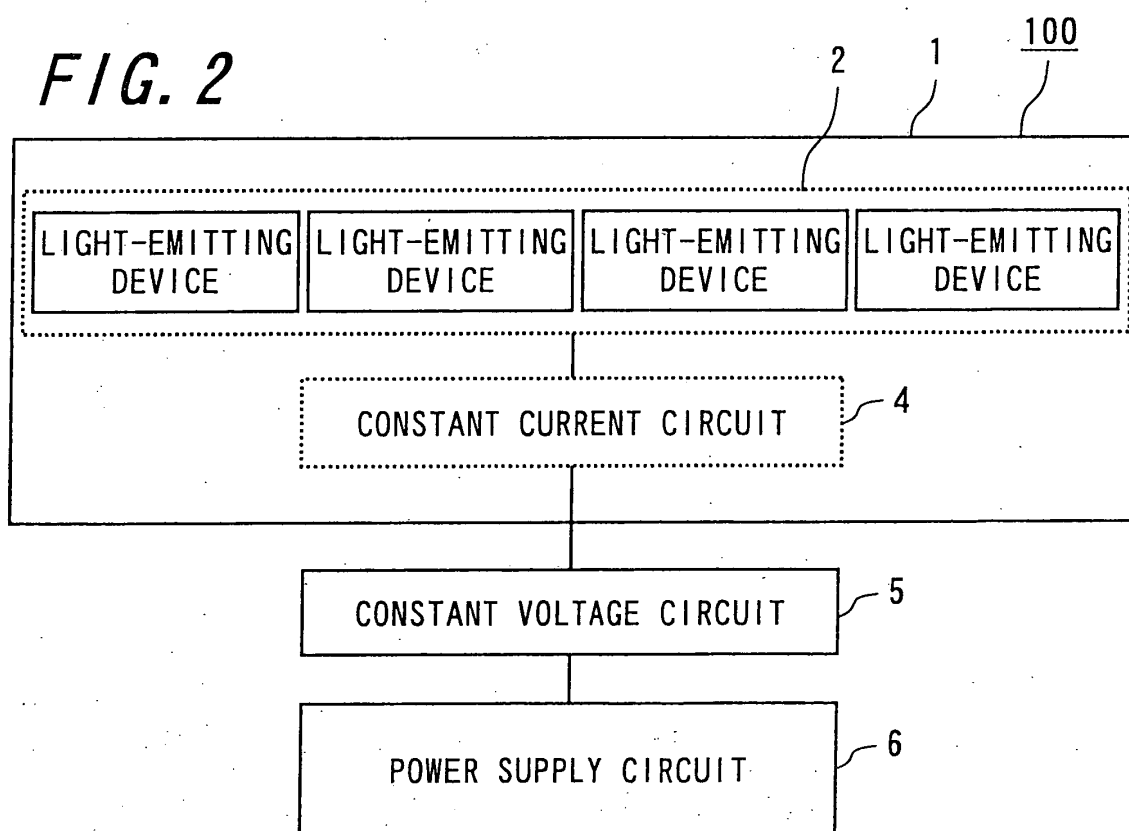 100
1
2
FIG. 2
LIGHT-EMITTING
DEVICE
LIGHT-EMITTING
DEVICE
LIGHT-EMITTING
DEVICE
LIGHT-EMITTING
DEVICE
CONSTANT CURRENT CIRCUIT
4
CONSTANT VOLTAGE CIRCUIT
5
POWER SUPPLY CIRCUIT
6